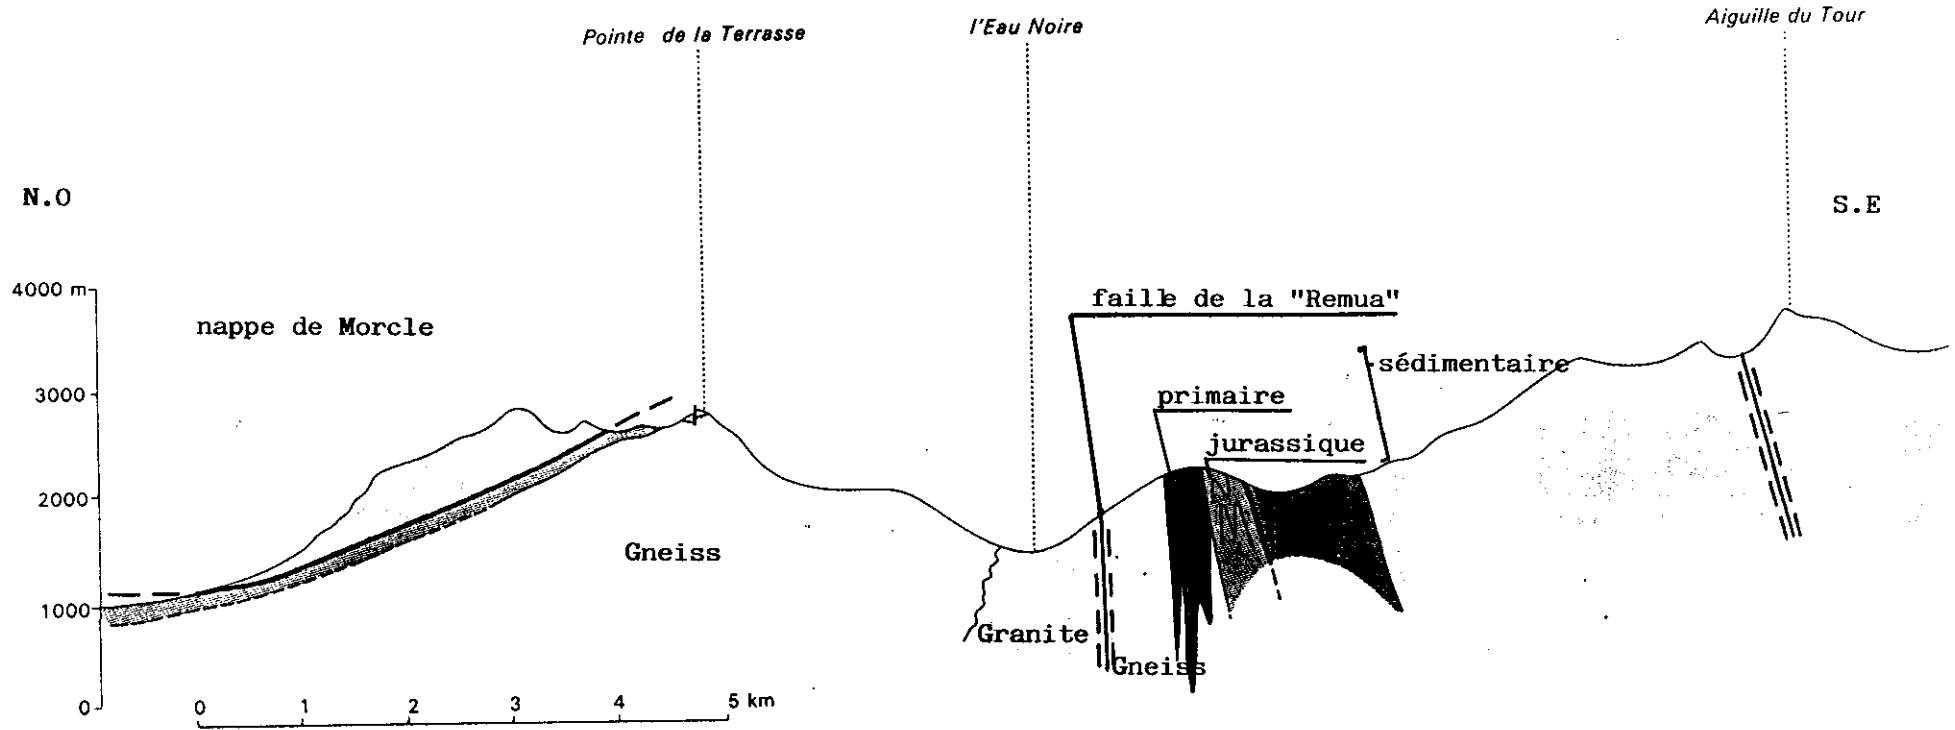 Pointe de la Terrasse
l'Eau Noire
Aiguille du Tour
N.O
S.E
4000 m
nappe de Morcle
faille de la "Remua"
sédimentaire
3000
primaire
jurassique
2000
Gneiss
1000
Granite
Gneiss
0
0 1 2 3 4 5 km